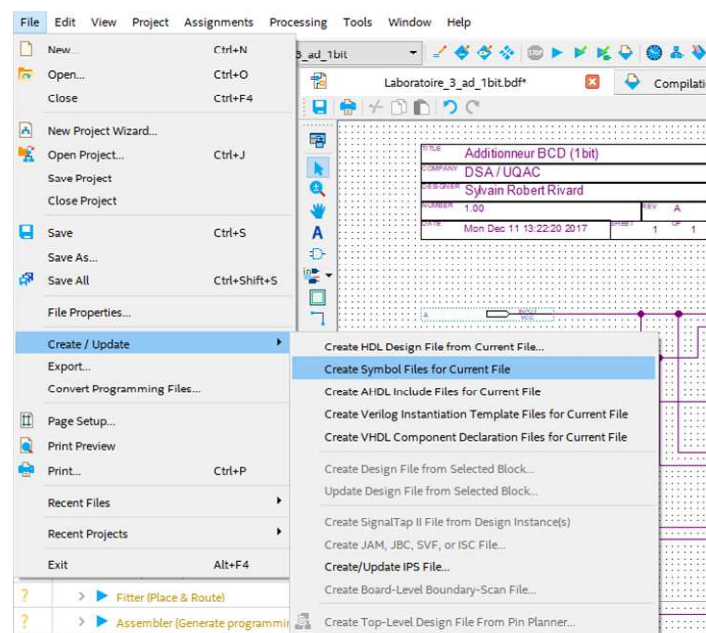 File Edit View Project Assignments Processing Tools Window Help
New... Ctrl+N
3_ad_1bit
Open... Ctrl+O
Laboratoire_3_ad_1bit.bdf*
Close Ctrl+F4
New Project Wizard...
Open Project... Ctrl+J
Save Project
Close Project
TITLE Additionneur BCD (1bit)
COMPANY DSA / UQAC
DESIGNER Sylvain Robert Rivard
NUMBER 1.00 REV A
DATE Mon Dec 11 13:22:20 2017 SHEET 1 OF 1
Save Ctrl+S
Save As...
Save All Ctrl+Shift+S
File Properties...
A INPUT
VCC
Create / Update
Export...
Convert Programming Files...
Page Setup...
Print Preview
Print... Ctrl+P
Recent Files
Recent Projects
Exit Alt+F4
Create HDL Design File from Current File...
Create Symbol Files for Current File
Create AHDL Include Files for Current File
Create Verilog Instantiation Template Files for Current File
Create VHDL Component Declaration Files for Current File
Create Design File from Selected Block...
Update Design File from Selected Block...
Create SignalTap II File from Design Instance(s)
Create JAM, JBC, SVF, or ISC File...
Create/Update IPS File...
Create Board-Level Boundary-Scan File...
Create Top-Level Design File From Pin Planner...
? Fitter (Place & Route)
? Assembler (Generate